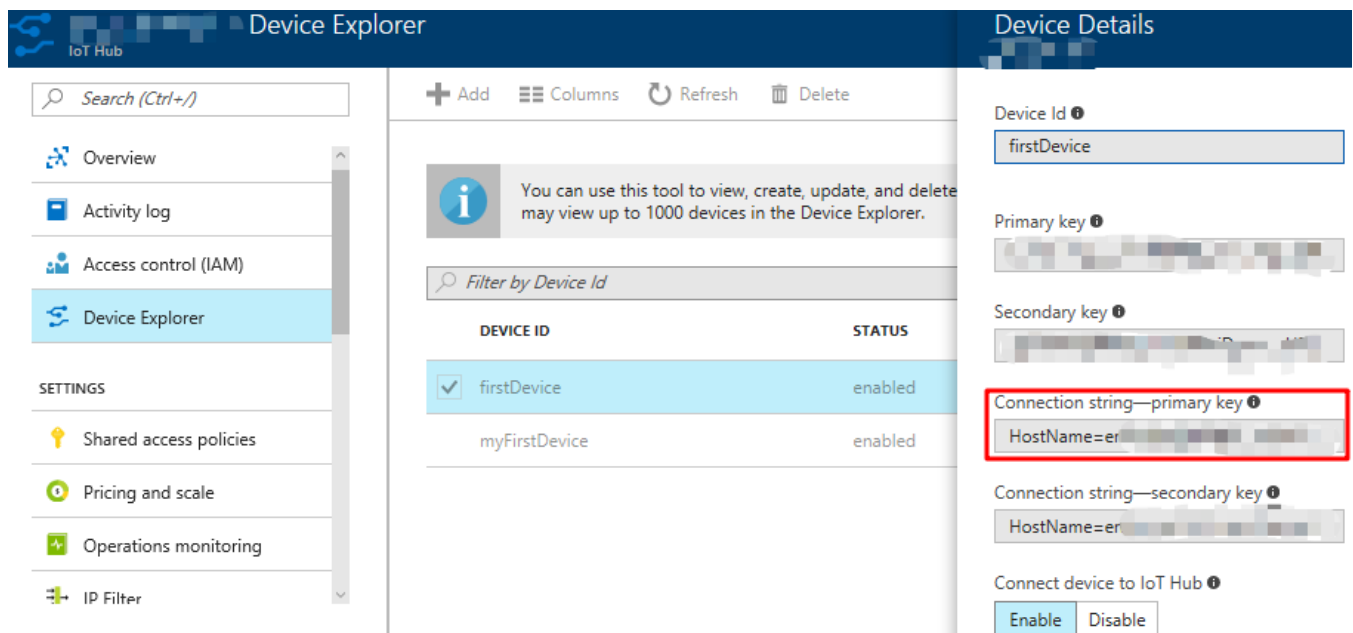 Device Explorer
IoT Hub
Search (Ctrl+/)
Overview
Activity log
Access control (IAM)
Device Explorer
SETTINGS
Shared access policies
Pricing and scale
Operations monitoring
IP Filter
Add
Columns
Refresh
Delete
You can use this tool to view, create, update, and delete
may view up to 1000 devices in the Device Explorer.
Filter by Device Id
DEVICE ID STATUS
firstDevice enabled
myFirstDevice enabled
Device Details
Device Id
firstDevice
Primary key
Secondary key
Connection string—primary key
HostName=er
Connection string—secondary key
HostName=er
Connect device to IoT Hub
Enable Disable